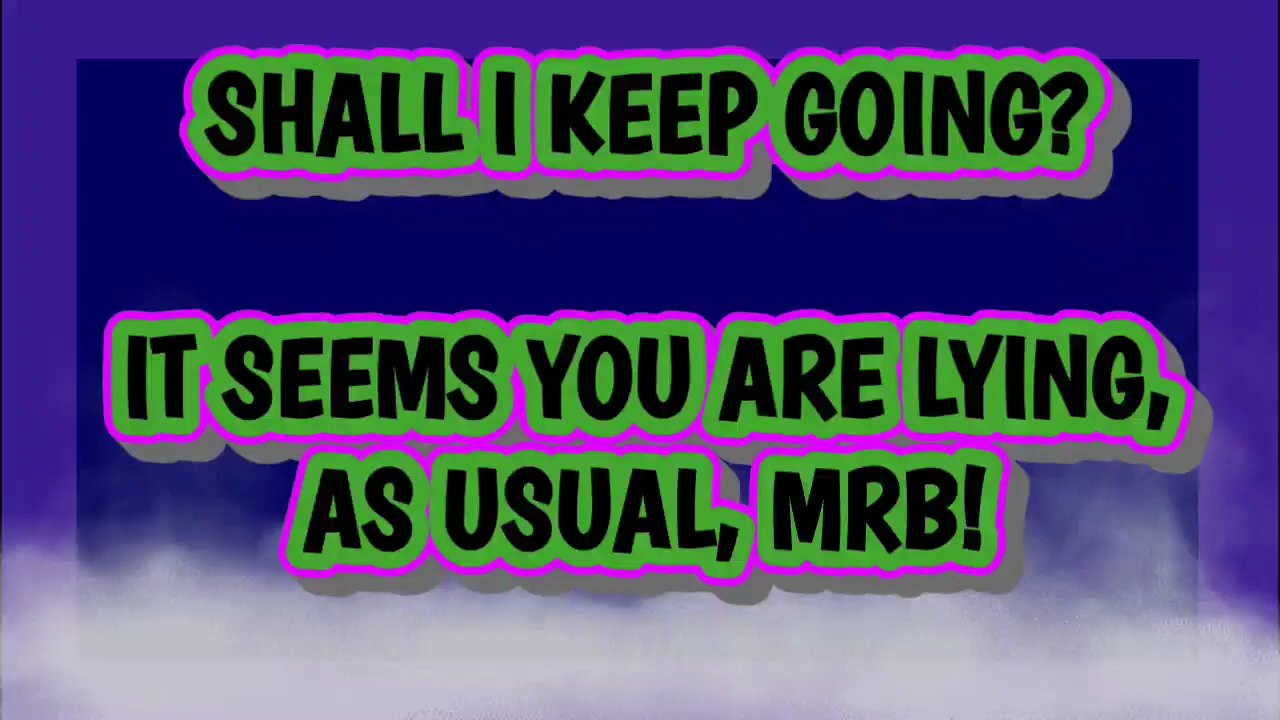 SHALL I KEEP GOING?
IT SEEMS YOU ARE LYING,
AS USUAL, MRB!